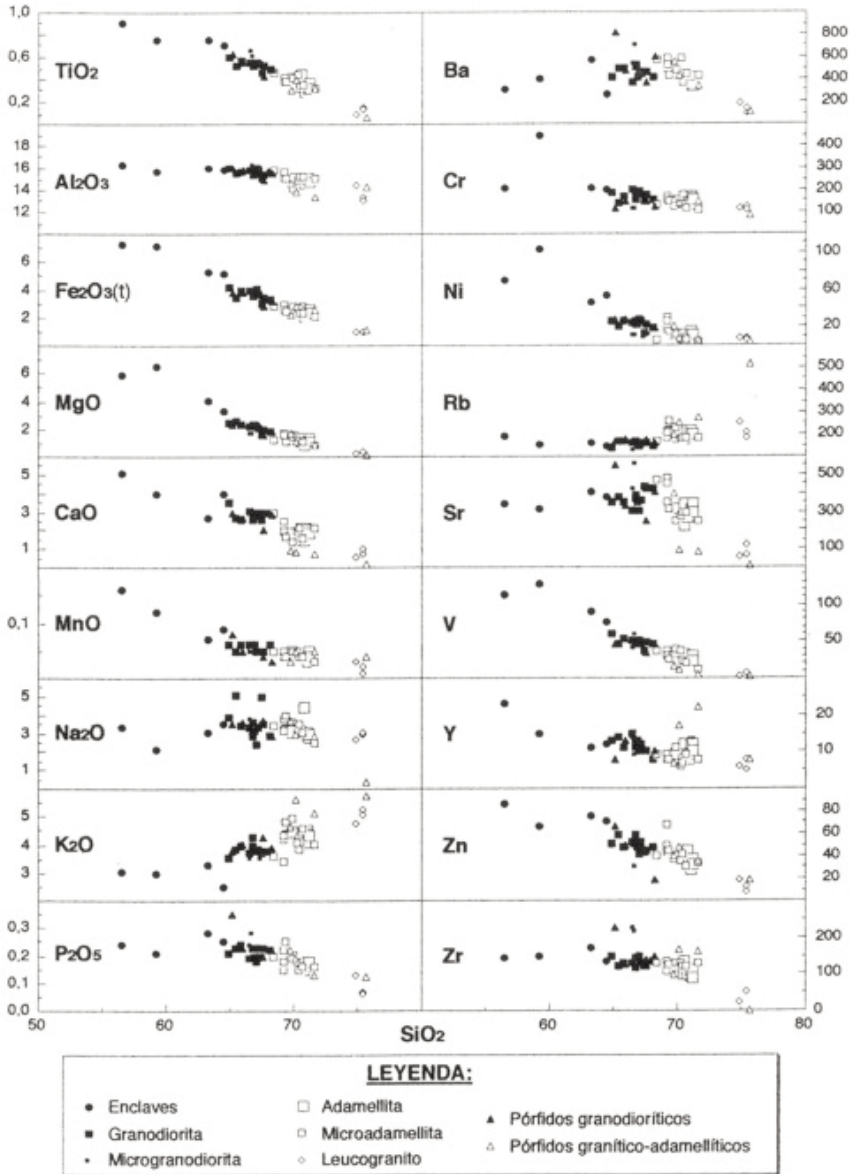 1,0
0,6
0,2
TiO2
Ba
800
600
400
200
18
16
14
12
Al2O3
Cr
400
300
200
100
6
4
2
Fe2O3(t)
Ni
100
60
20
6
4
2
MgO
Rb
500
400
300
200
5
3
1
CaO
Sr
500
300
100
0,1
MnO
V
100
50
5
3
1
Na2O
Y
20
10
5
4
3
K2O
Zn
80
60
40
20
0,3
0,2
0,1
0,0
P2O5
Zr
200
100
0
50 60 70 SiO2 60 70 80
LEYENDA:
Enclaves
Granodiorita
Microgranodiorita
Adamellita
Microadamellita
Leucogranito
Pórfidos granodioríticos
Pórfidos granítico-adamellíticos